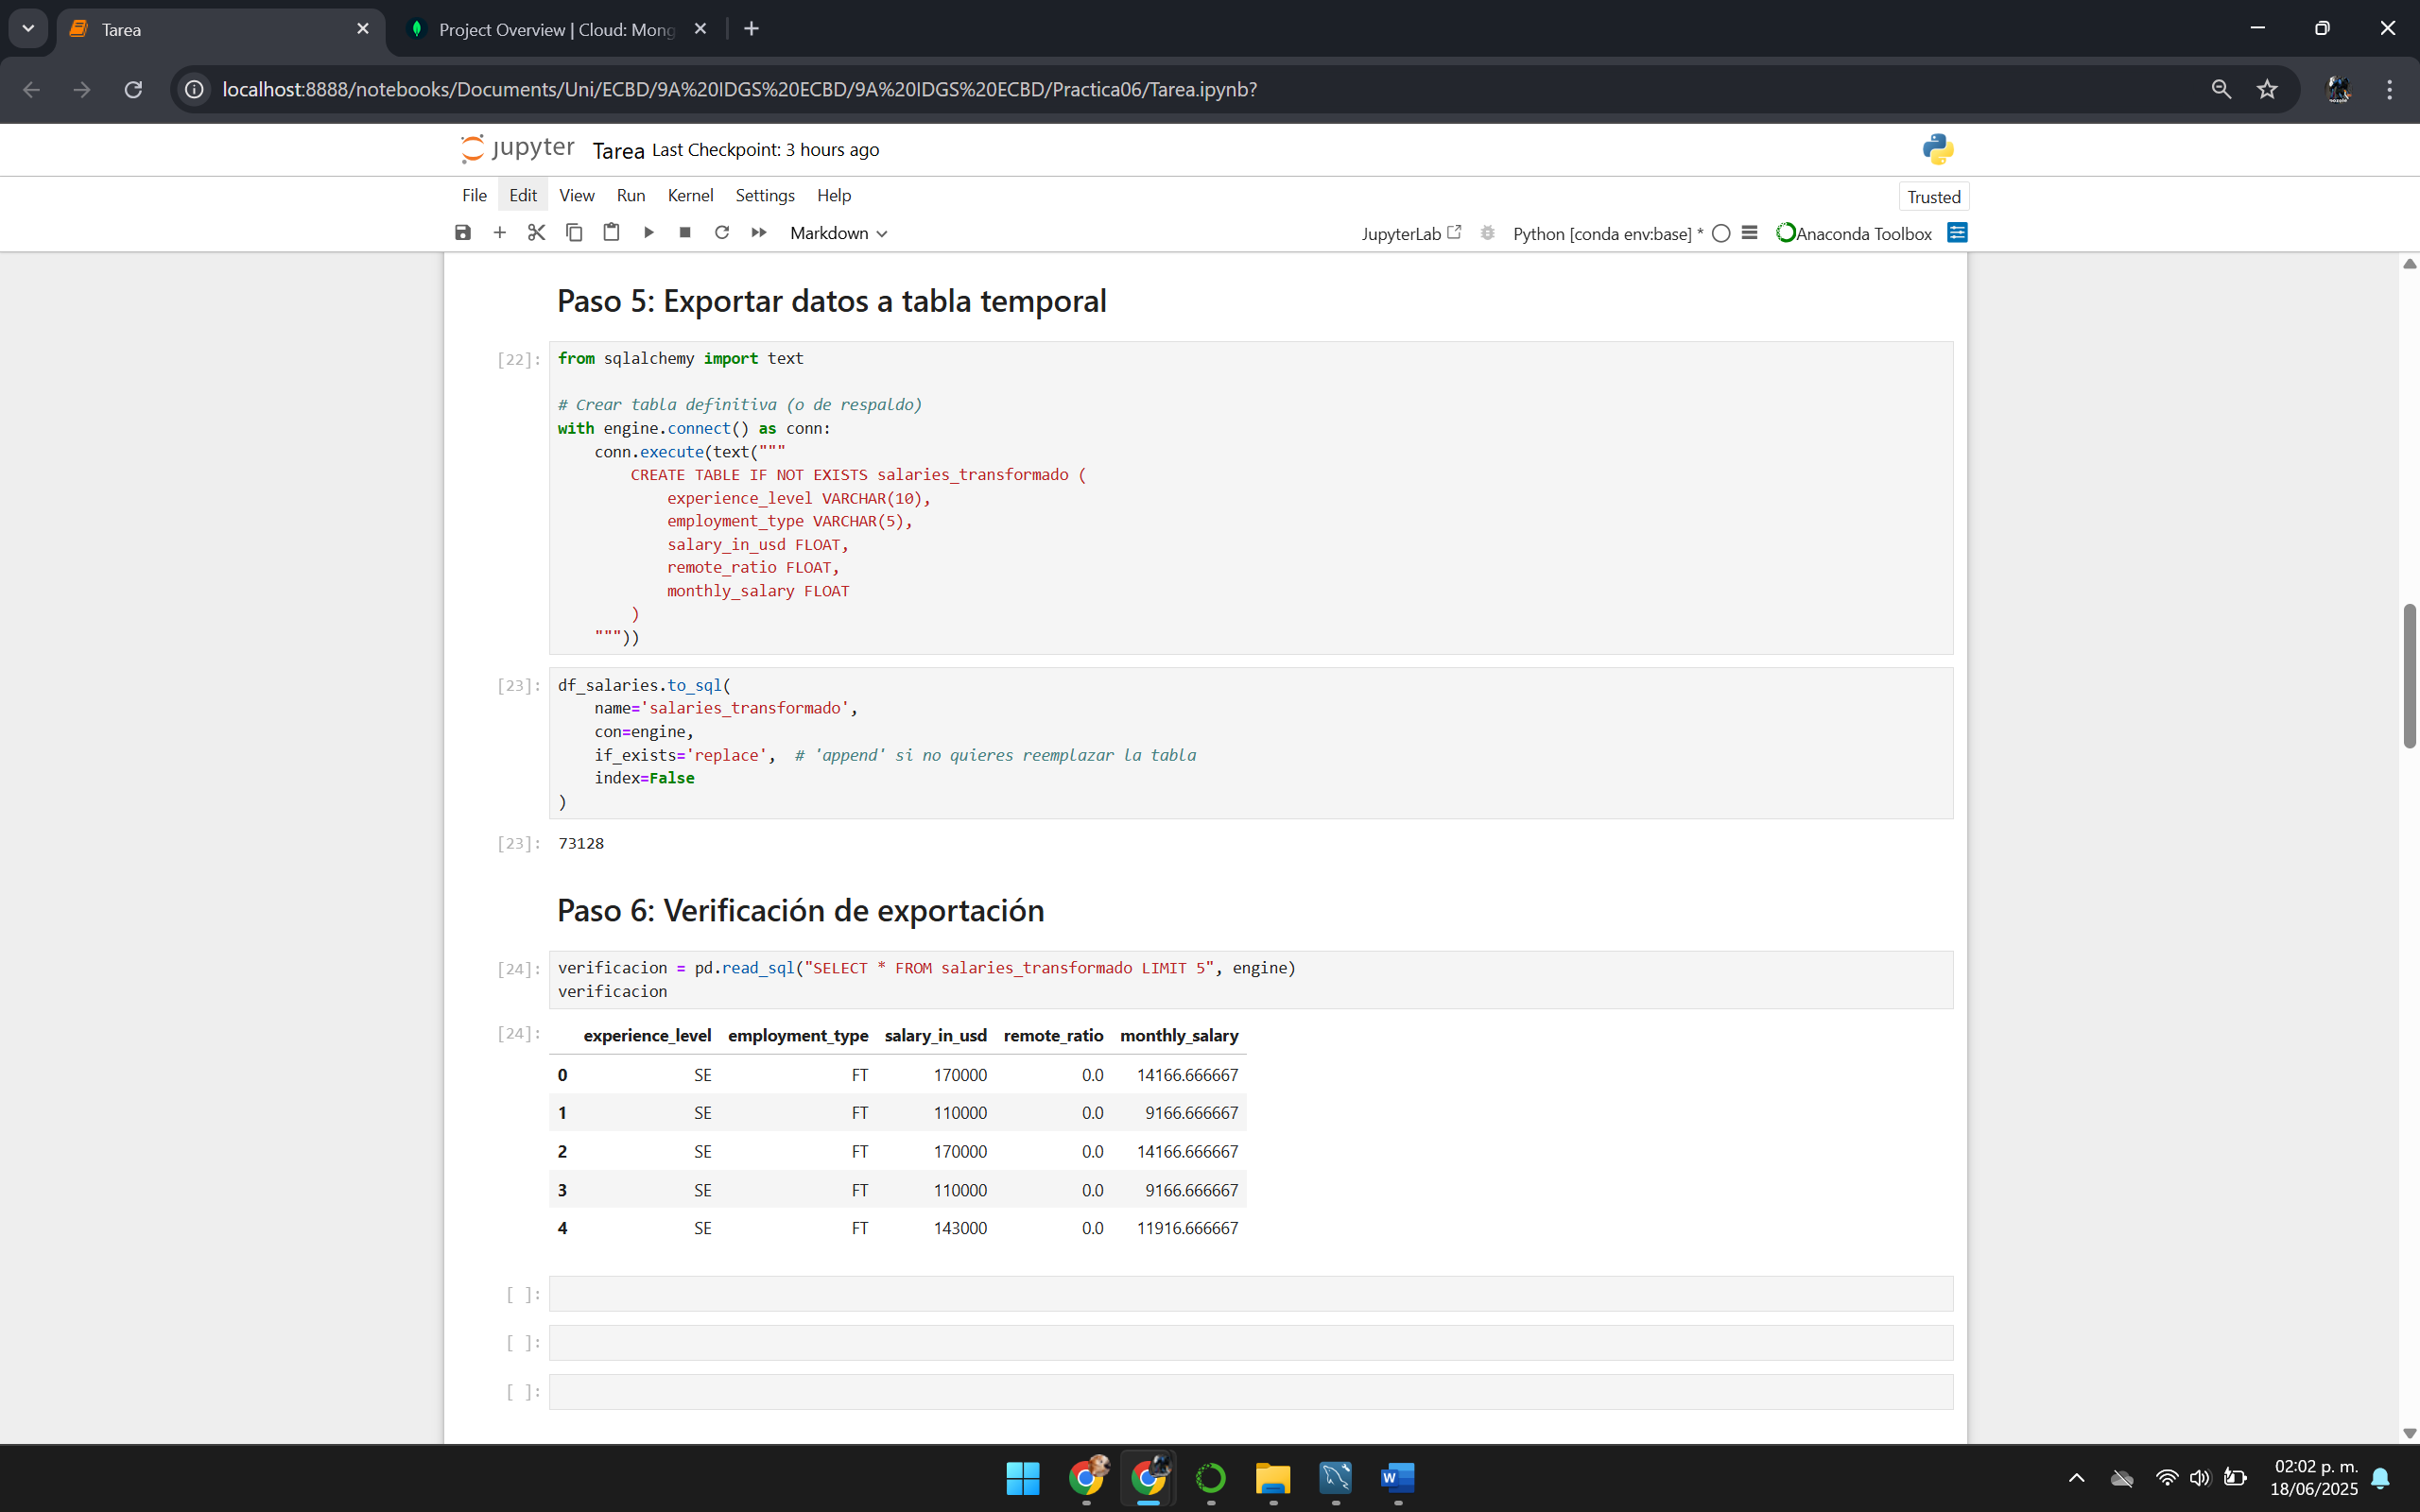 Tarea
Project Overview | Cloud: Mong
localhost:8888/notebooks/Documents/Uni/ECBD/9A%20IDGS%20ECBD/9A%20IDGS%20ECBD/Practica06/Tarea.ipynb?
jupyter Tarea Last Checkpoint: 3 hours ago
File Edit View Run Kernel Settings Help Trusted
Markdown JupyterLab Python [conda env:base] * Anaconda Toolbox
Paso 5: Exportar datos a tabla temporal
[22]: from sqlalchemy import text
# Crear tabla definitiva (o de respaldo)
with engine.connect() as conn:
conn.execute(text("""
CREATE TABLE IF NOT EXISTS salaries_transformado (
experience_level VARCHAR(10),
employment_type VARCHAR(5),
salary_in_usd FLOAT,
remote_ratio FLOAT,
monthly_salary FLOAT
)
"""))
[23]: df_salaries.to_sql(
name='salaries_transformado',
con=engine,
if_exists='replace', # 'append' si no quieres reemplazar la tabla
index=False
)
[23]: 73128
Paso 6: Verificación de exportación
[24]: verificacion = pd.read_sql("SELECT * FROM salaries_transformado LIMIT 5", engine)
verificacion
[24]: experience_level employment_type salary_in_usd remote_ratio monthly_salary
0 SE FT 170000 0.0 14166.666667
1 SE FT 110000 0.0 9166.666667
2 SE FT 170000 0.0 14166.666667
3 SE FT 110000 0.0 9166.666667
4 SE FT 143000 0.0 11916.666667
[ ]:
[ ]:
[ ]:
02:02 p. m.
18/06/2025